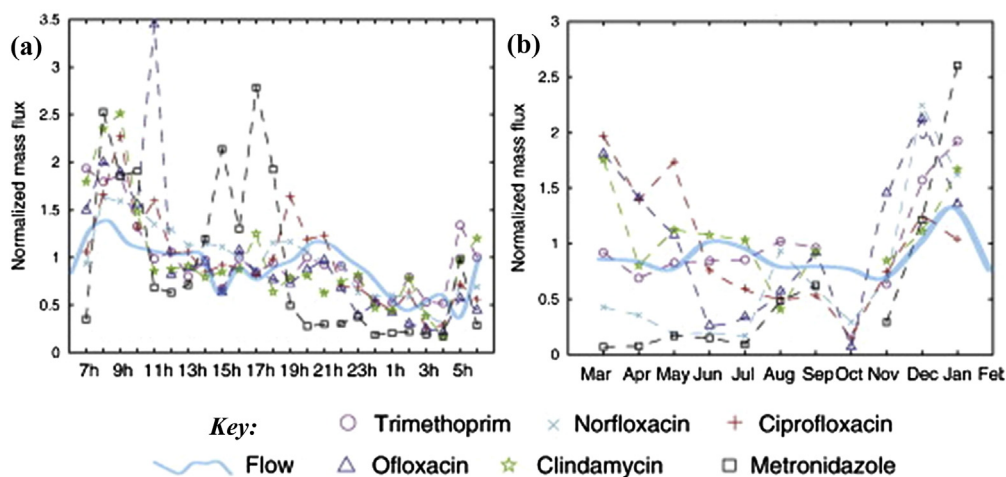 (a)
Normalized mass flux
3.5
3
2.5
2
1.5
1
0.5
0
7h 9h 11h 13h 15h 17h 19h 21h 23h 1h 3h 5h
(b)
Normalized mass flux
3
2.5
2
1.5
1
0.5
0
Mar Apr May Jun Jul Aug Sep Oct Nov Dec Jan Feb
Key:
Trimethoprim Norfloxacin Ciprofloxacin
Flow Ofloxacin Clindamycin Metronidazole